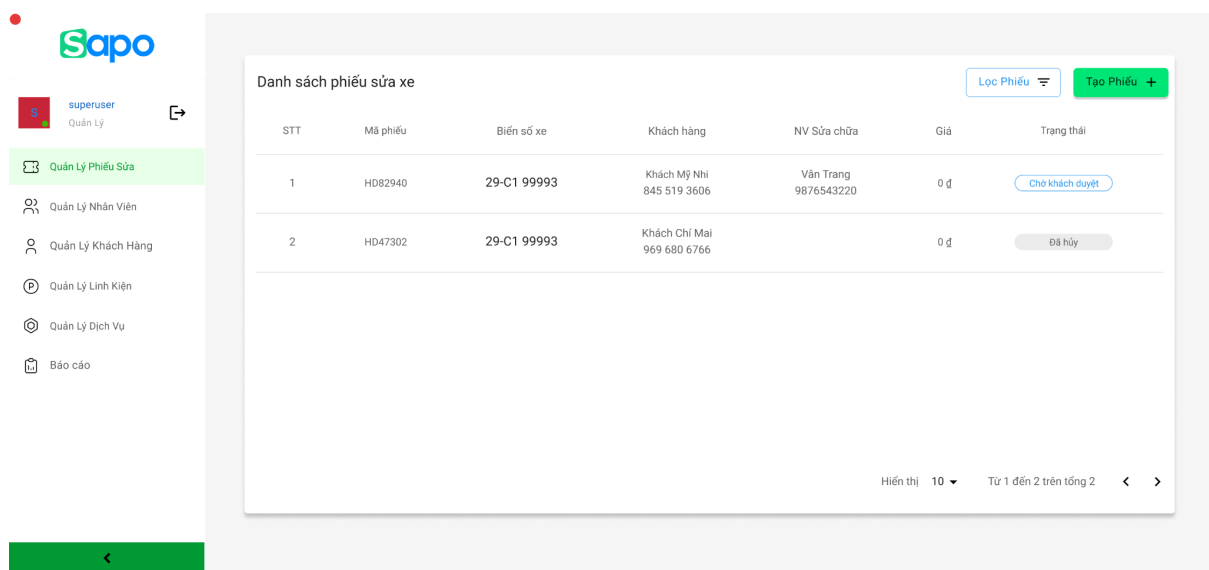 Sapo
S
superuser
Quản Lý
Quản Lý Phiếu Sửa
Quản Lý Nhân Viên
Quản Lý Khách Hàng
P
Quản Lý Linh Kiện
Quản Lý Dịch Vụ
Báo cáo
Danh sách phiếu sửa xe
Lọc Phiếu
Tạo Phiếu +
STT Mã phiếu Biển số xe Khách hàng NV Sửa chữa Giá Trạng thái
1 HD82940 29-C1 99993 Khách Mỹ Nhi Vân Trang 0 ₫ Chờ khách duyệt
845 519 3606 9876543220
2 HD47302 29-C1 99993 Khách Chí Mai 0 ₫ Đã hủy
969 680 6766
Hiển thị 10 Từ 1 đến 2 trên tổng 2